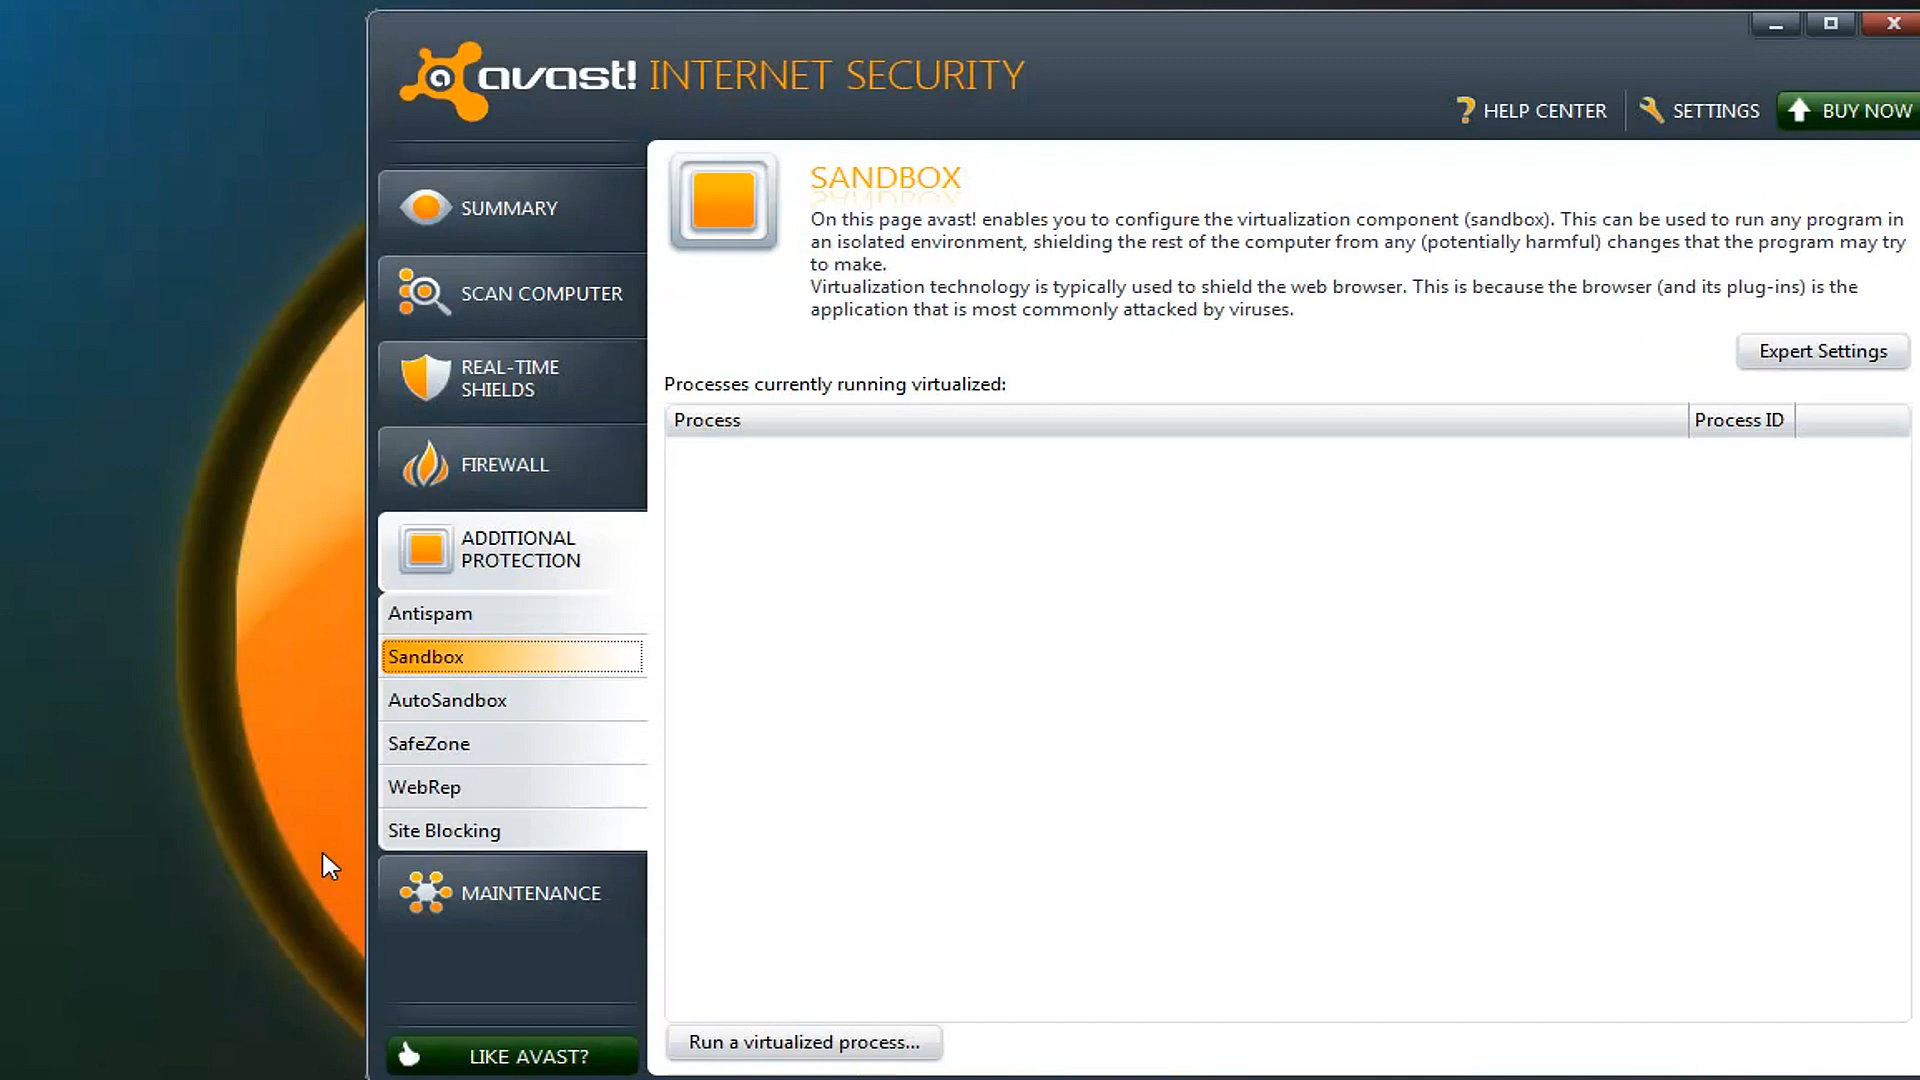 avast! INTERNET SECURITY
HELP CENTER
SETTINGS
BUY NOW
SUMMARY
SCAN COMPUTER
REAL-TIME
SHIELDS
FIREWALL
ADDITIONAL
PROTECTION
Antispam
Sandbox
AutoSandbox
SafeZone
WebRep
Site Blocking
MAINTENANCE
LIKE AVAST?
SANDBOX
On this page avast! enables you to configure the virtualization component (sandbox). This can be used to run any program in
an isolated environment, shielding the rest of the computer from any (potentially harmful) changes that the program may try
to make.
Virtualization technology is typically used to shield the web browser. This is because the browser (and its plug-ins) is the
application that is most commonly attacked by viruses.
Expert Settings
Processes currently running virtualized:
Process
Process ID
Run a virtualized process...